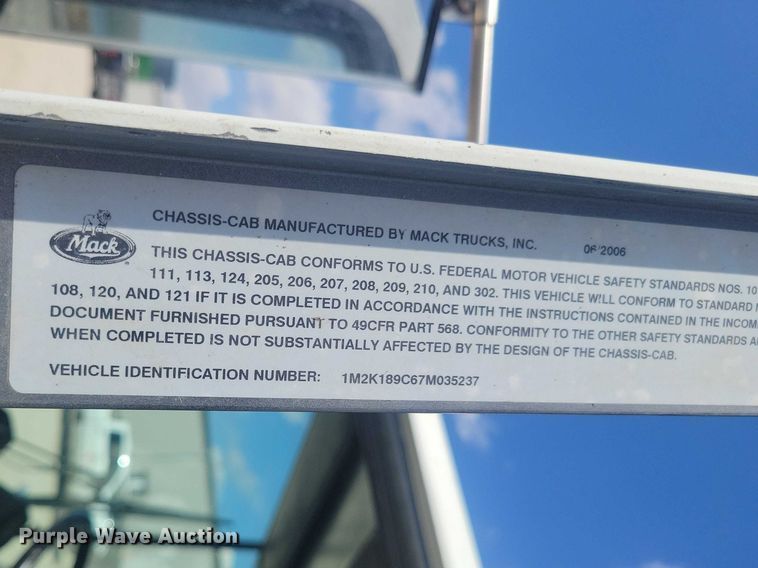 Mack
CHASSIS-CAB MANUFACTURED BY MACK TRUCKS, INC. 06/2006
THIS CHASSIS-CAB CONFORMS TO U.S. FEDERAL MOTOR VEHICLE SAFETY STANDARDS NOS. 10
111, 113, 124, 205, 206, 207, 208, 209, 210, AND 302. THIS VEHICLE WILL CONFORM TO STANDARD
108, 120, AND 121 IF IT IS COMPLETED IN ACCORDANCE WITH THE INSTRUCTIONS CONTAINED IN THE INCOM
DOCUMENT FURNISHED PURSUANT TO 49CFR PART 568. CONFORMITY TO THE OTHER SAFETY STANDARDS A
WHEN COMPLETED IS NOT SUBSTANTIALLY AFFECTED BY THE DESIGN OF THE CHASSIS-CAB.
VEHICLE IDENTIFICATION NUMBER: 1M2K189C67M035237
Purple Wave Auction